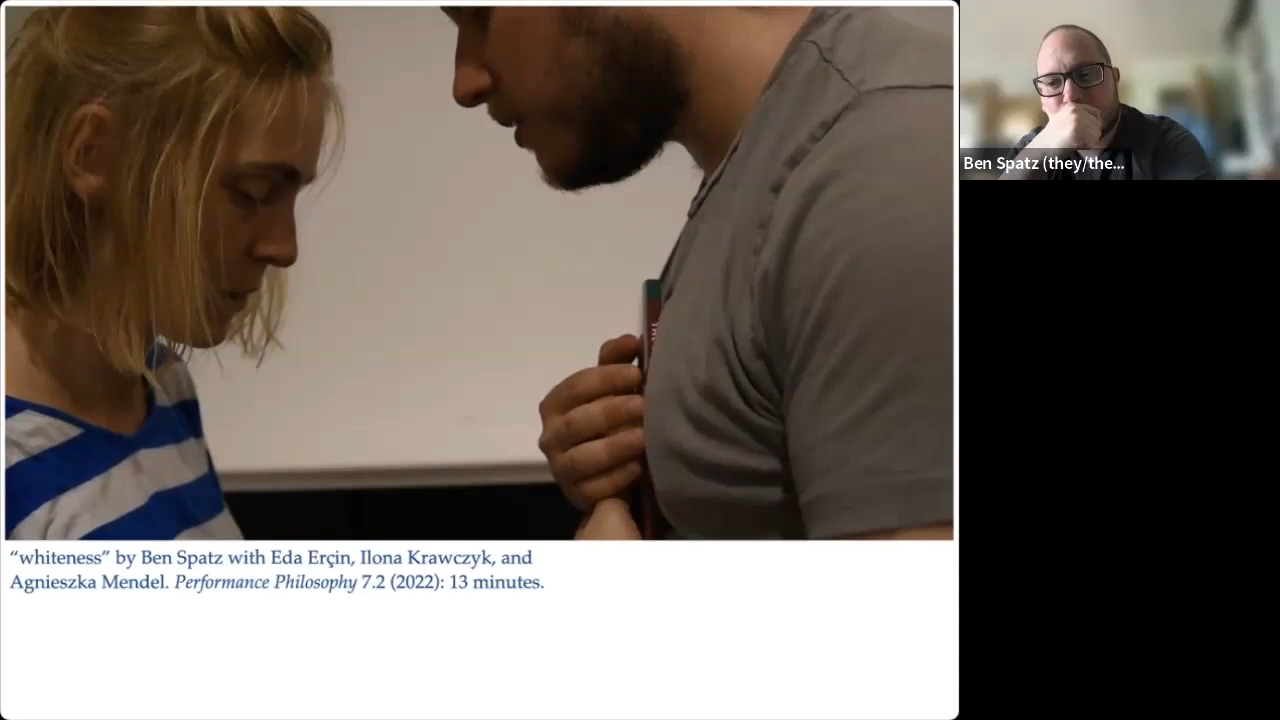 Ben Spatz (they/the...
“whiteness” by Ben Spatz with Eda Erçin, Ilona Krawczyk, and
Agnieszka Mendel. Performance Philosophy 7.2 (2022): 13 minutes.